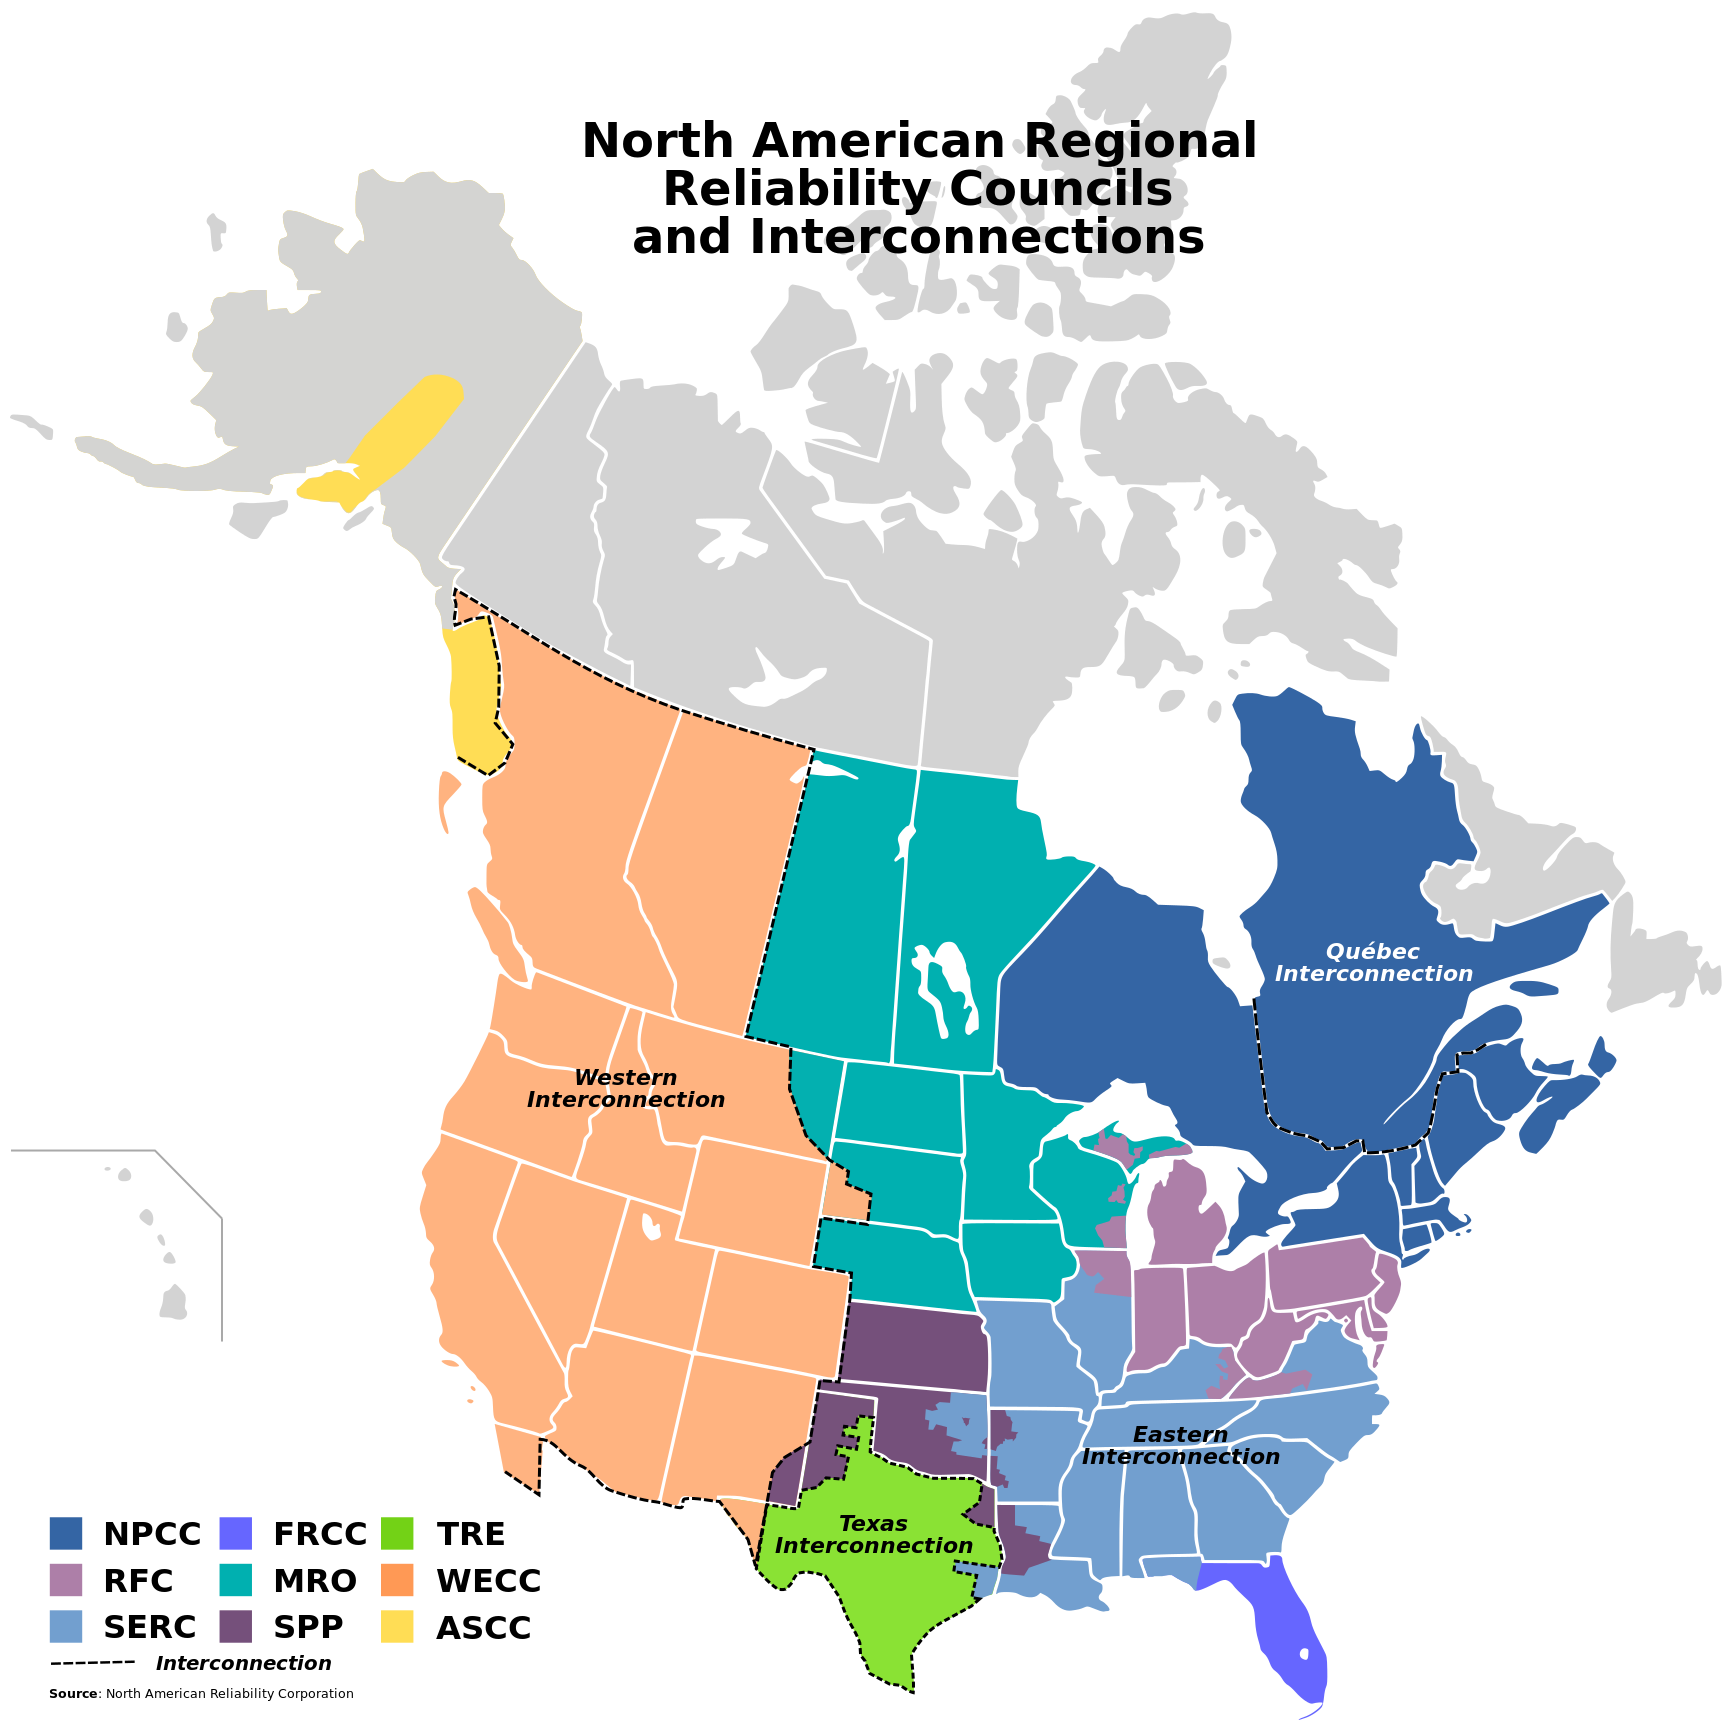 North American Regional
Reliability Councils
and Interconnections
Québec
Interconnection
Western
Interconnection
Eastern
Interconnection
Texas
Interconnection
NPCC FRCC TRE
RFC MRO WECC
SERC SPP ASCC
Interconnection
Source: North American Reliability Corporation